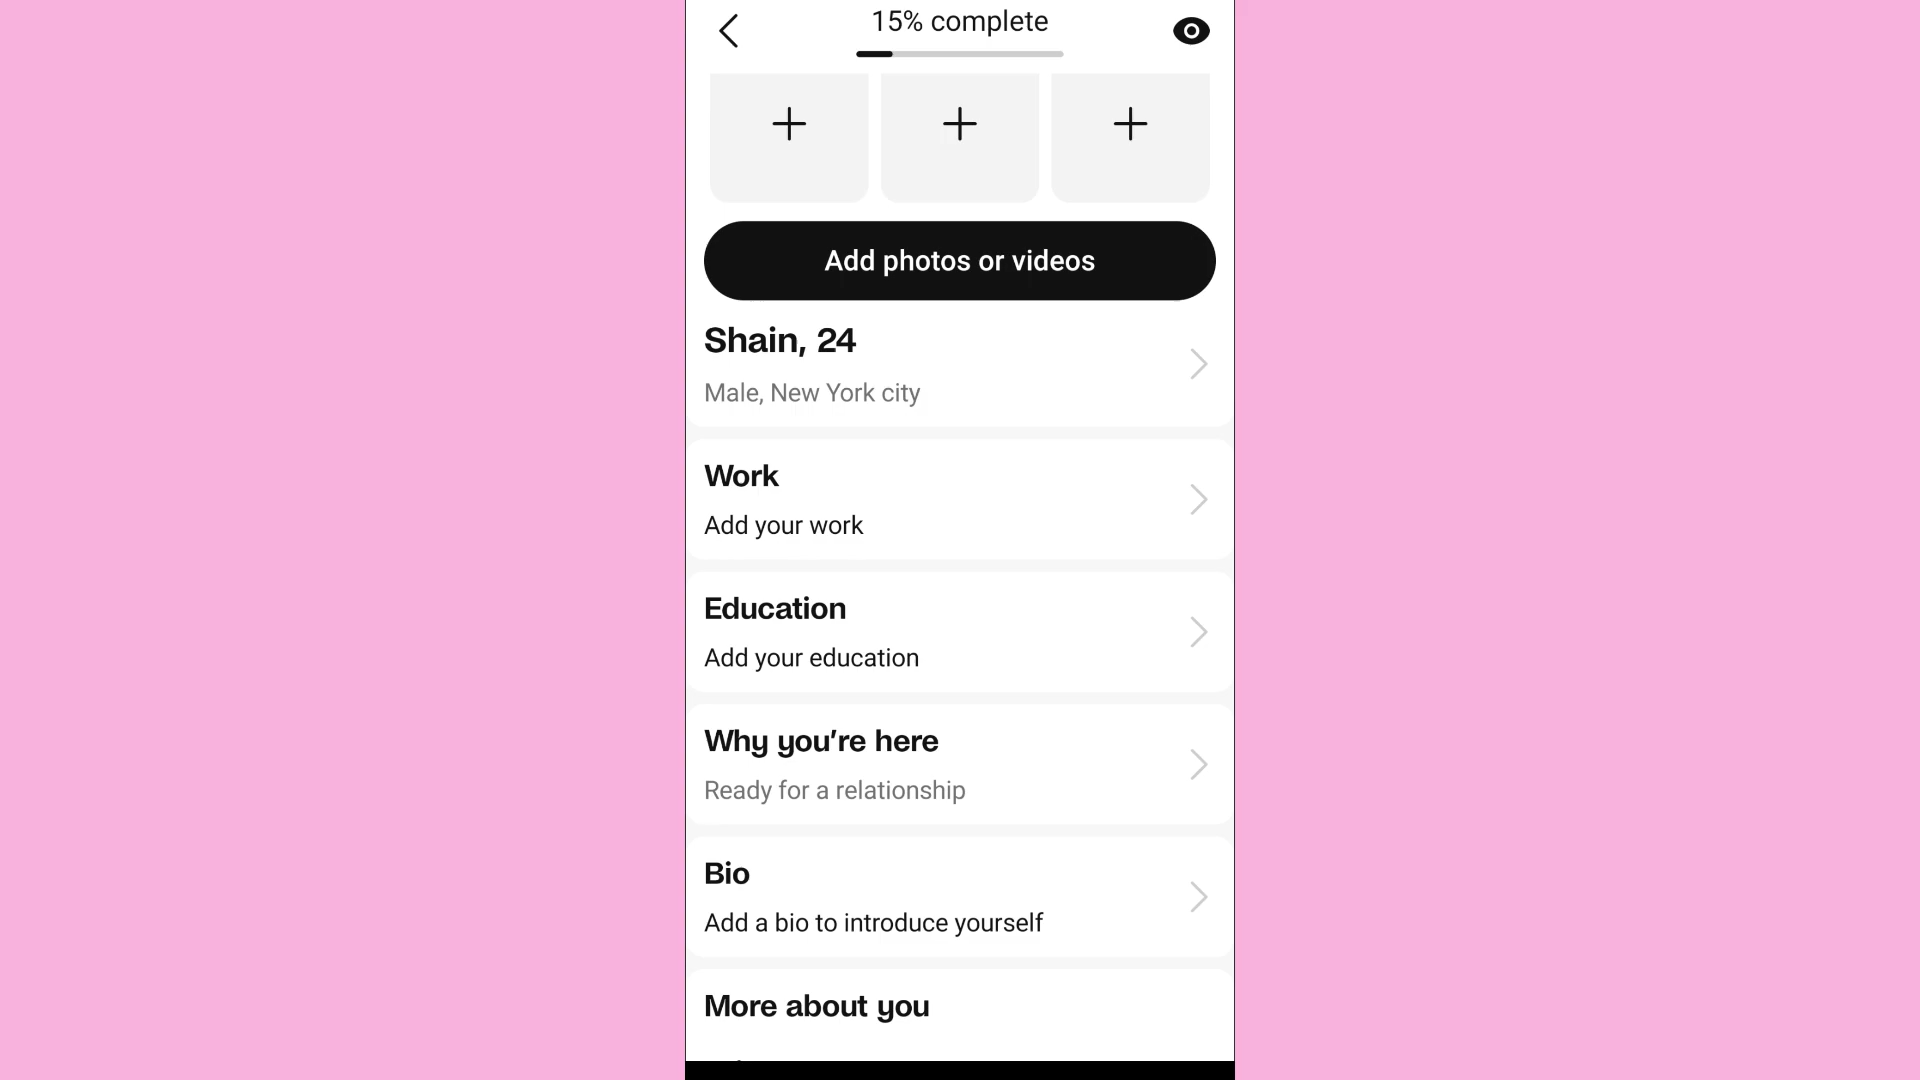 15% complete
Add photos or videos
Shain, 24
Male, New York city
Work
Add your work
Education
Add your education
Why you're here
Ready for a relationship
Bio
Add a bio to introduce yourself
More about you